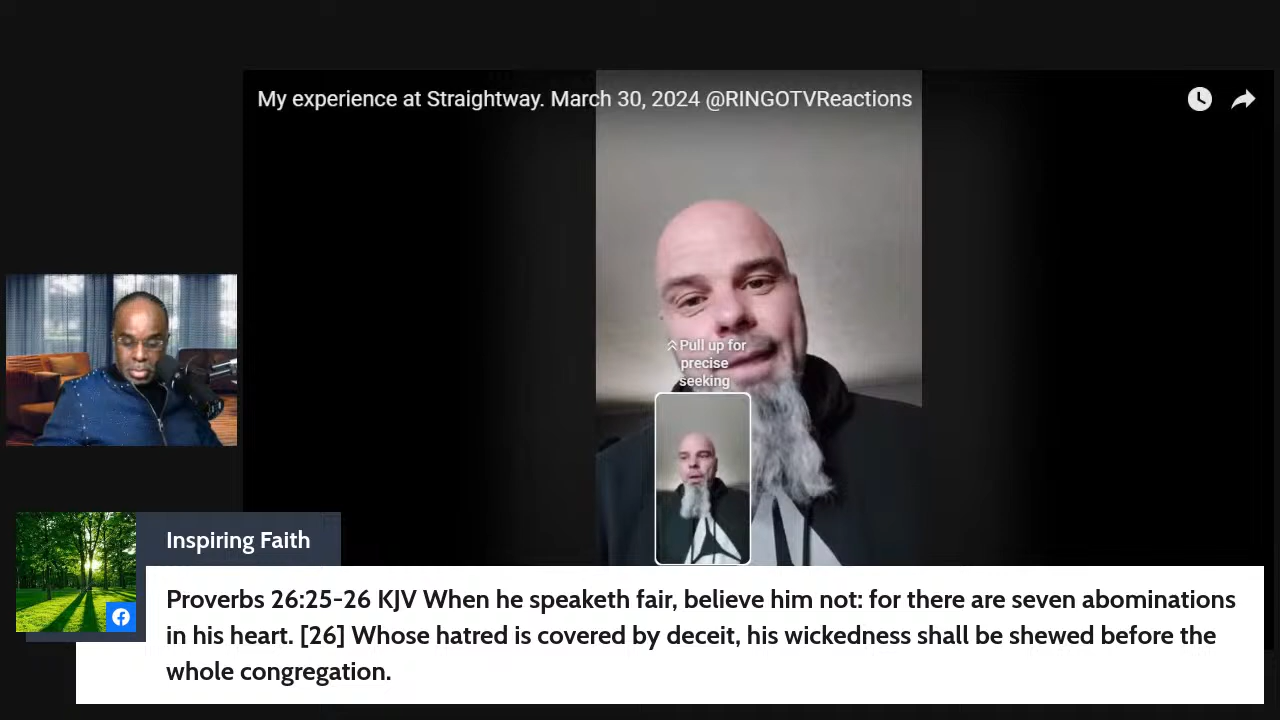 My experience at Straightway. March 30, 2024 @RINGOTVReactions
Pull up for
precise
seeking
Inspiring Faith
Proverbs 26:25-26 KJV When he speaketh fair, believe him not: for there are seven abominations
in his heart. [26] Whose hatred is covered by deceit, his wickedness shall be shewed before the
whole congregation.